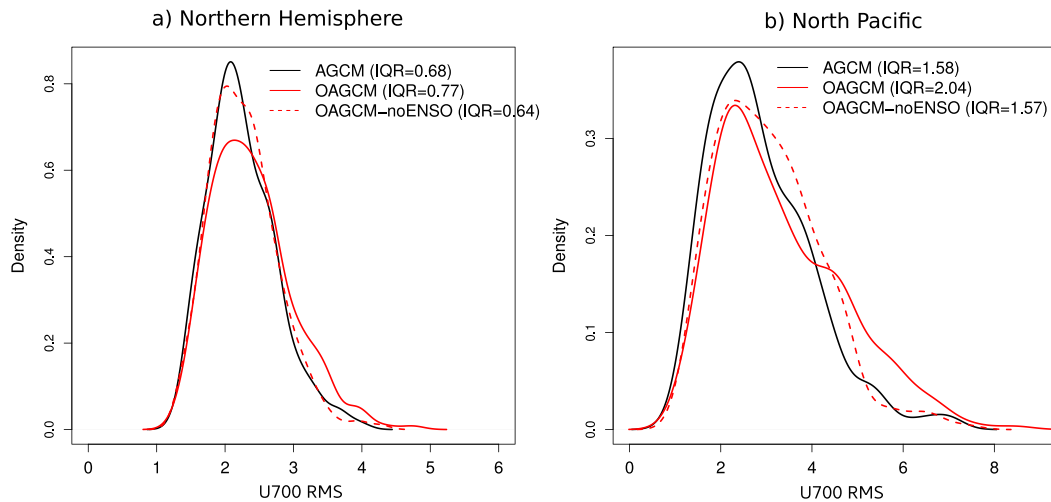 a) Northern Hemisphere
AGCM (IQR=0.68)
OAGCM (IQR=0.77)
OAGCM−noENSO (IQR=0.64)
Density
0.0
0.2
0.4
0.6
0.8
0
1
2
3
4
5
6
U700 RMS
b) North Pacific
AGCM (IQR=1.58)
OAGCM (IQR=2.04)
OAGCM−noENSO (IQR=1.57)
Density
0.0
0.1
0.2
0.3
0
2
4
6
8
U700 RMS